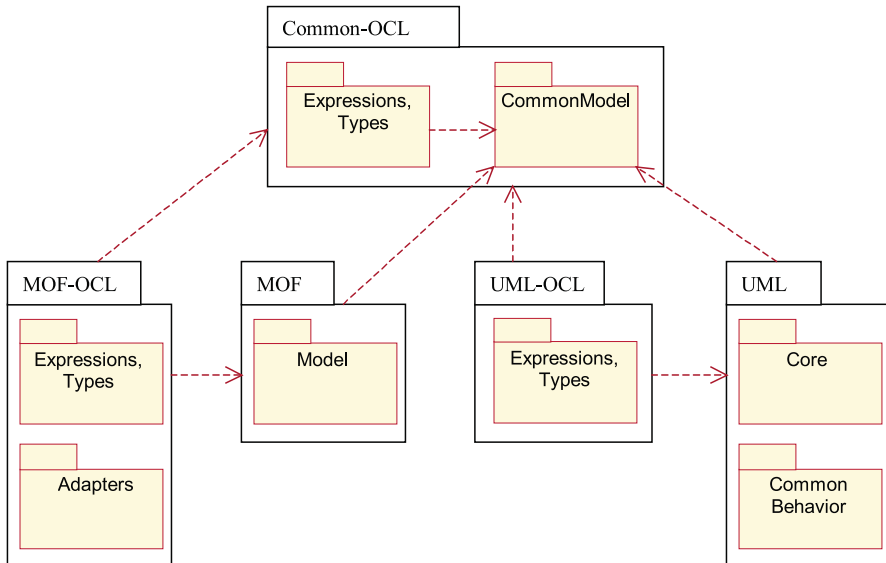 Common-OCL
Expressions,
Types
CommonModel
MOF-OCL
Expressions,
Types
Adapters
MOF
Model
UML-OCL
Expressions,
Types
UML
Core
Common
Behavior